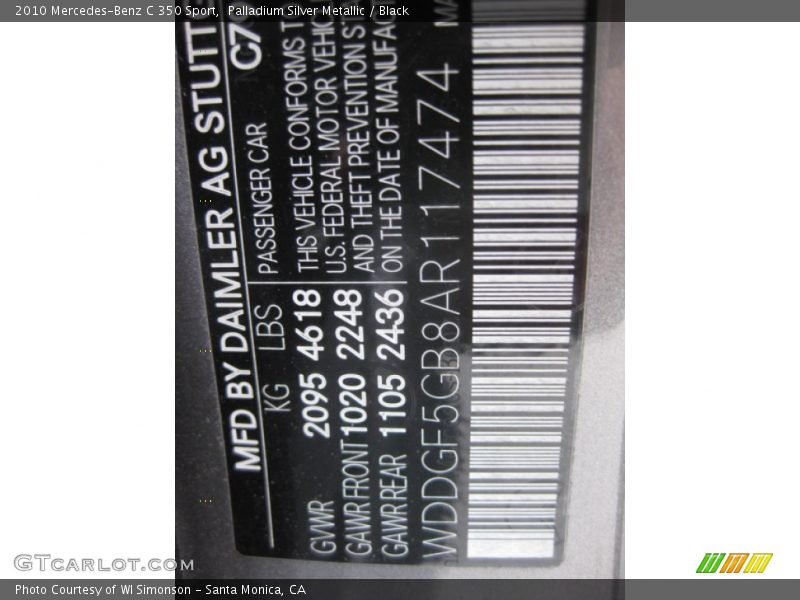 2010 Mercedes-Benz C 350 Sport,  Palladium Silver Metallic / Black
MFD BY DAIMLER AG STUTT
C7
KG LBS PASSENGER CAR
GVWR 2095 4618 THIS VEHICLE CONFORMS
GAWR FRONT 1020 2248 U.S. FEDERAL MOTOR
GAWR REAR 1105 2436 AND THEFT PREVENTION
ON THE DATE OF
WDDGF5GB8AR117474
GTCARLOT.COM
Photo Courtesy of WI Simonson - Santa Monica, CA